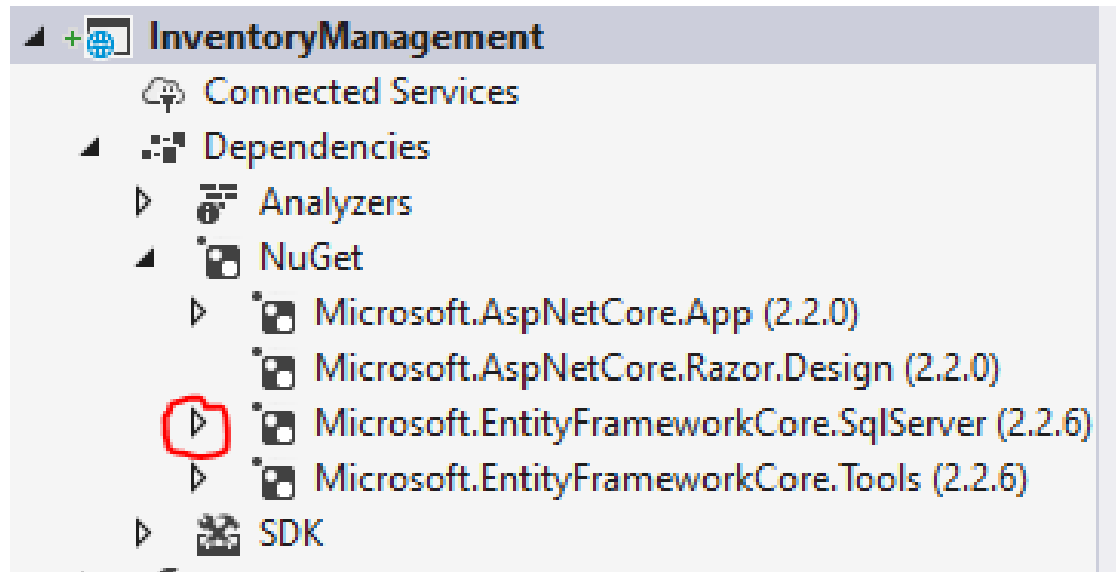 InventoryManagement
Connected Services
Dependencies
Analyzers
NuGet
Microsoft.AspNetCore.App (2.2.0)
Microsoft.AspNetCore.Razor.Design (2.2.0)
Microsoft.EntityFrameworkCore.SqlServer (2.2.6)
Microsoft.EntityFrameworkCore.Tools (2.2.6)
SDK